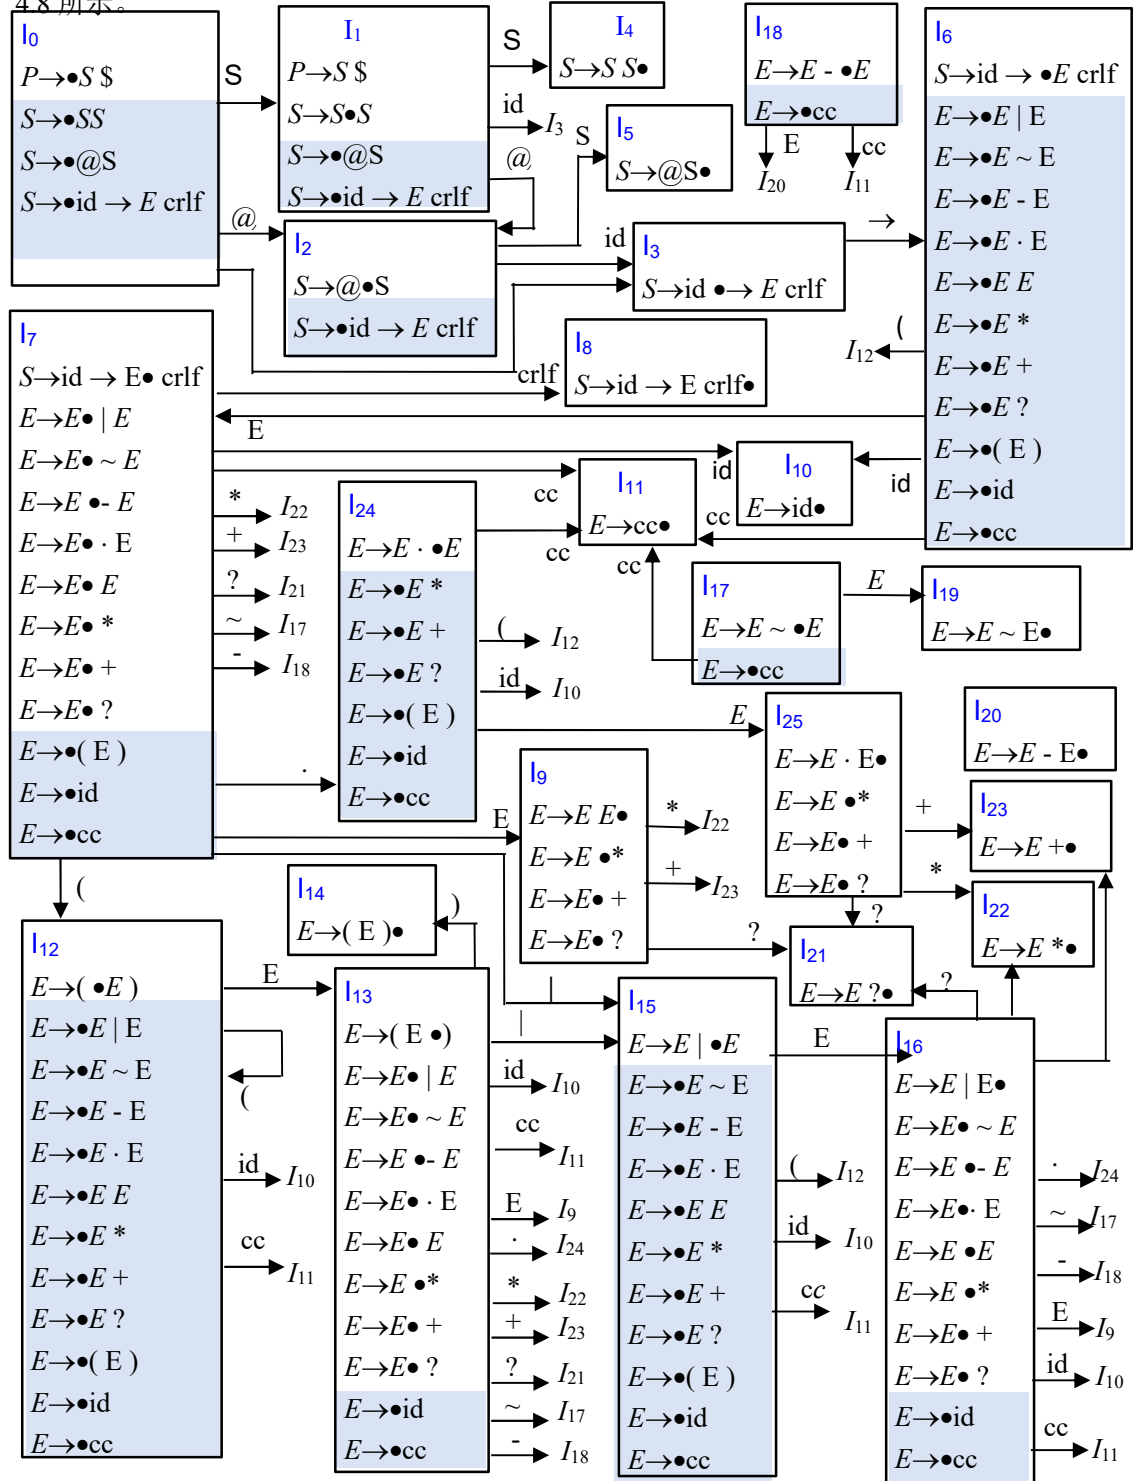 4.8 所示。
I0
P→•S $
S→•SS
S→•@S
S→•id → E crlf
S
@
I1
P→S $
S→S•S
S→•@S
S→•id → E crlf
S
id
I3
@
I4
S→S S•
I5
S→@S•
S
I18
E→E - •E
E→•cc
E
cc
I20
I11
I6
S→id → •E crlf
E→•E | E
E→•E ~ E
E→•E - E
E→•E · E
E→•E E
E→•E *
E→•E +
E→•E ?
E→•( E )
E→•id
E→•cc
(
I12
id
cc
I2
S→@•S
S→•id → E crlf
id
I3
S→id •→ E crlf
→
I7
S→id → E• crlf
E→E• | E
E→E• ~ E
E→E •- E
E→E• · E
E→E• E
E→E• *
E→E• +
E→E• ?
E→•( E )
E→•id
E→•cc
crlf
E
id
cc
*
I22
+
I23
?
I21
~
I17
-
I18
·
E
|
(
I8
S→id → E crlf•
I10
E→id•
I11
E→cc•
I24
E→E · •E
E→•E *
E→•E +
E→•E ?
E→•( E )
E→•id
E→•cc
cc
(
I12
id
I10
E
I17
E→E ~ •E
E→•cc
cc
E
I19
E→E ~ E•
I25
E→E · E•
E→E •*
E→E• +
E→E• ?
+
*
?
I20
E→E - E•
I23
E→E +•
I22
E→E *•
I9
E→E E•
E→E •*
E→E• +
E→E• ?
*
I22
+
I23
?
I21
E→E ?•
I14
E→( E )•
)
I12
E→( •E )
E→•E | E
E→•E ~ E
E→•E - E
E→•E · E
E→•E E
E→•E *
E→•E +
E→•E ?
E→•( E )
E→•id
E→•cc
E
(
id
I10
cc
I11
I13
E→( E •)
E→E• | E
E→E• ~ E
E→E •- E
E→E• · E
E→E• E
E→E •*
E→E• +
E→E• ?
E→•id
E→•cc
|
id
I10
cc
I11
E
I9
·
I24
*
I22
+
I23
?
I21
~
I17
-
I18
I15
E→E | •E
E→•E ~ E
E→•E - E
E→•E · E
E→•E E
E→•E *
E→•E +
E→•E ?
E→•( E )
E→•id
E→•cc
E
(
I12
id
I10
cc
I11
I16
E→E | E•
E→E• ~ E
E→E •- E
E→E• · E
E→E •E
E→E •*
E→E• +
E→E• ?
E→•id
E→•cc
?
·
I24
~
I17
-
I18
E
I9
id
I10
cc
I11